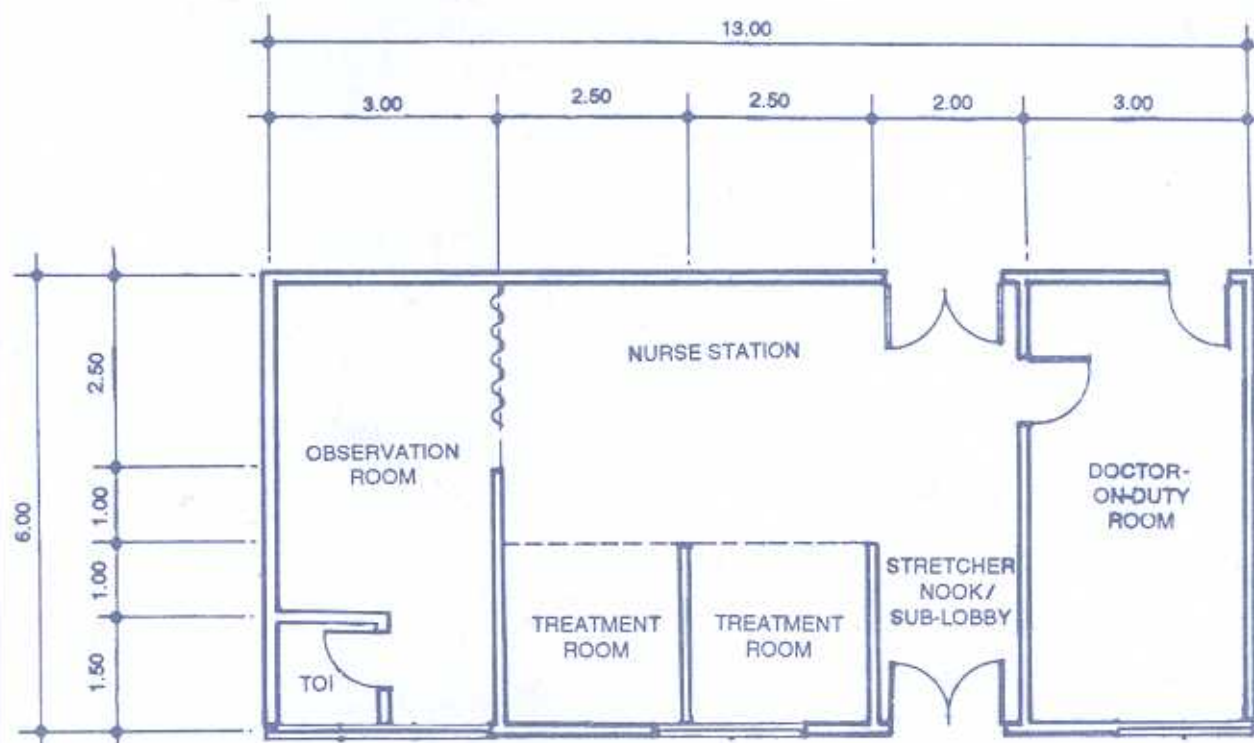 13.00
3.00
2.50
2.50
2.00
3.00
6.00
2.50
1.00
1.00
1.50
NURSE STATION
OBSERVATION
ROOM
DOCTOR-
ON-DUTY
ROOM
STRETCHER
NOOK/
SUB-LOBBY
TREATMENT
ROOM
TREATMENT
ROOM
TOI